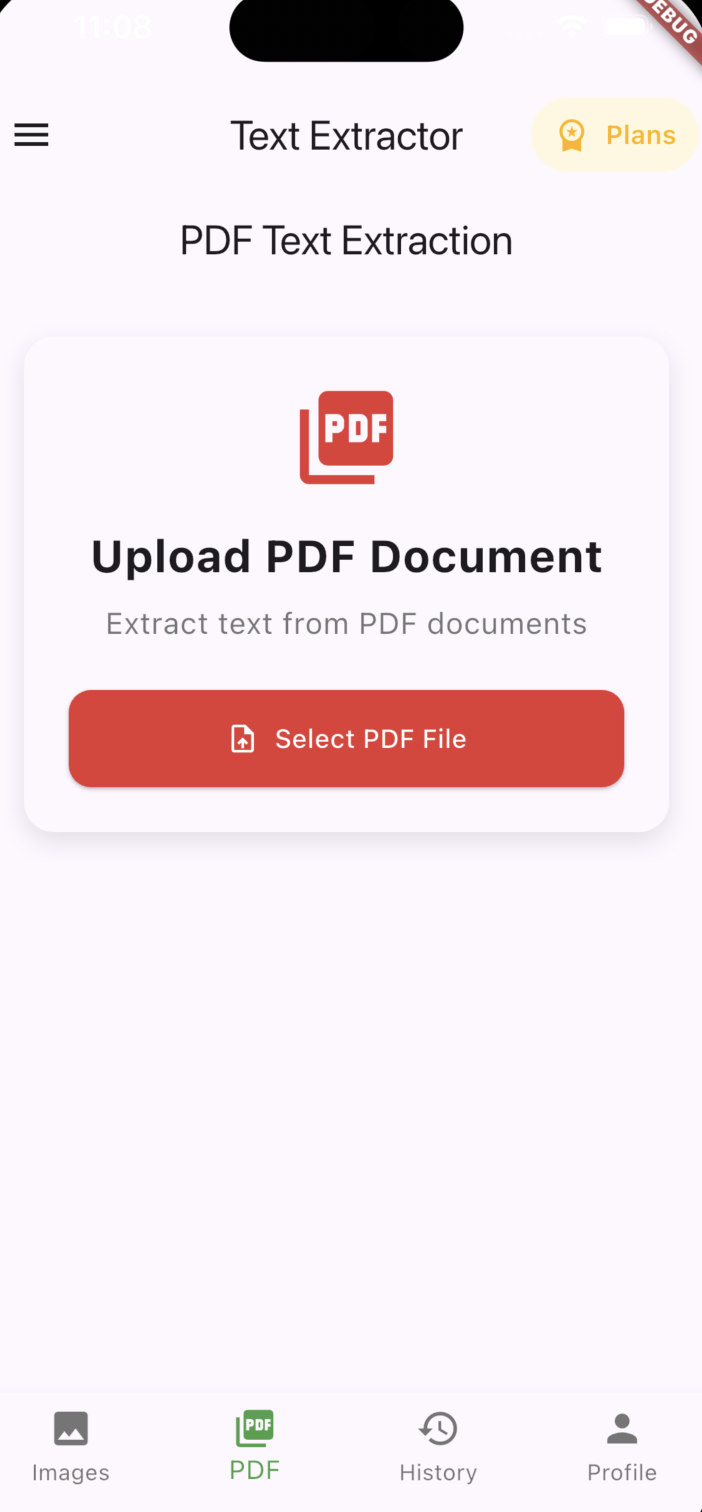 11:08
DEBUG
Text Extractor
Plans
PDF Text Extraction
PDF
Upload PDF Document
Extract text from PDF documents
Select PDF File
PDF
Images
PDF
History
Profile